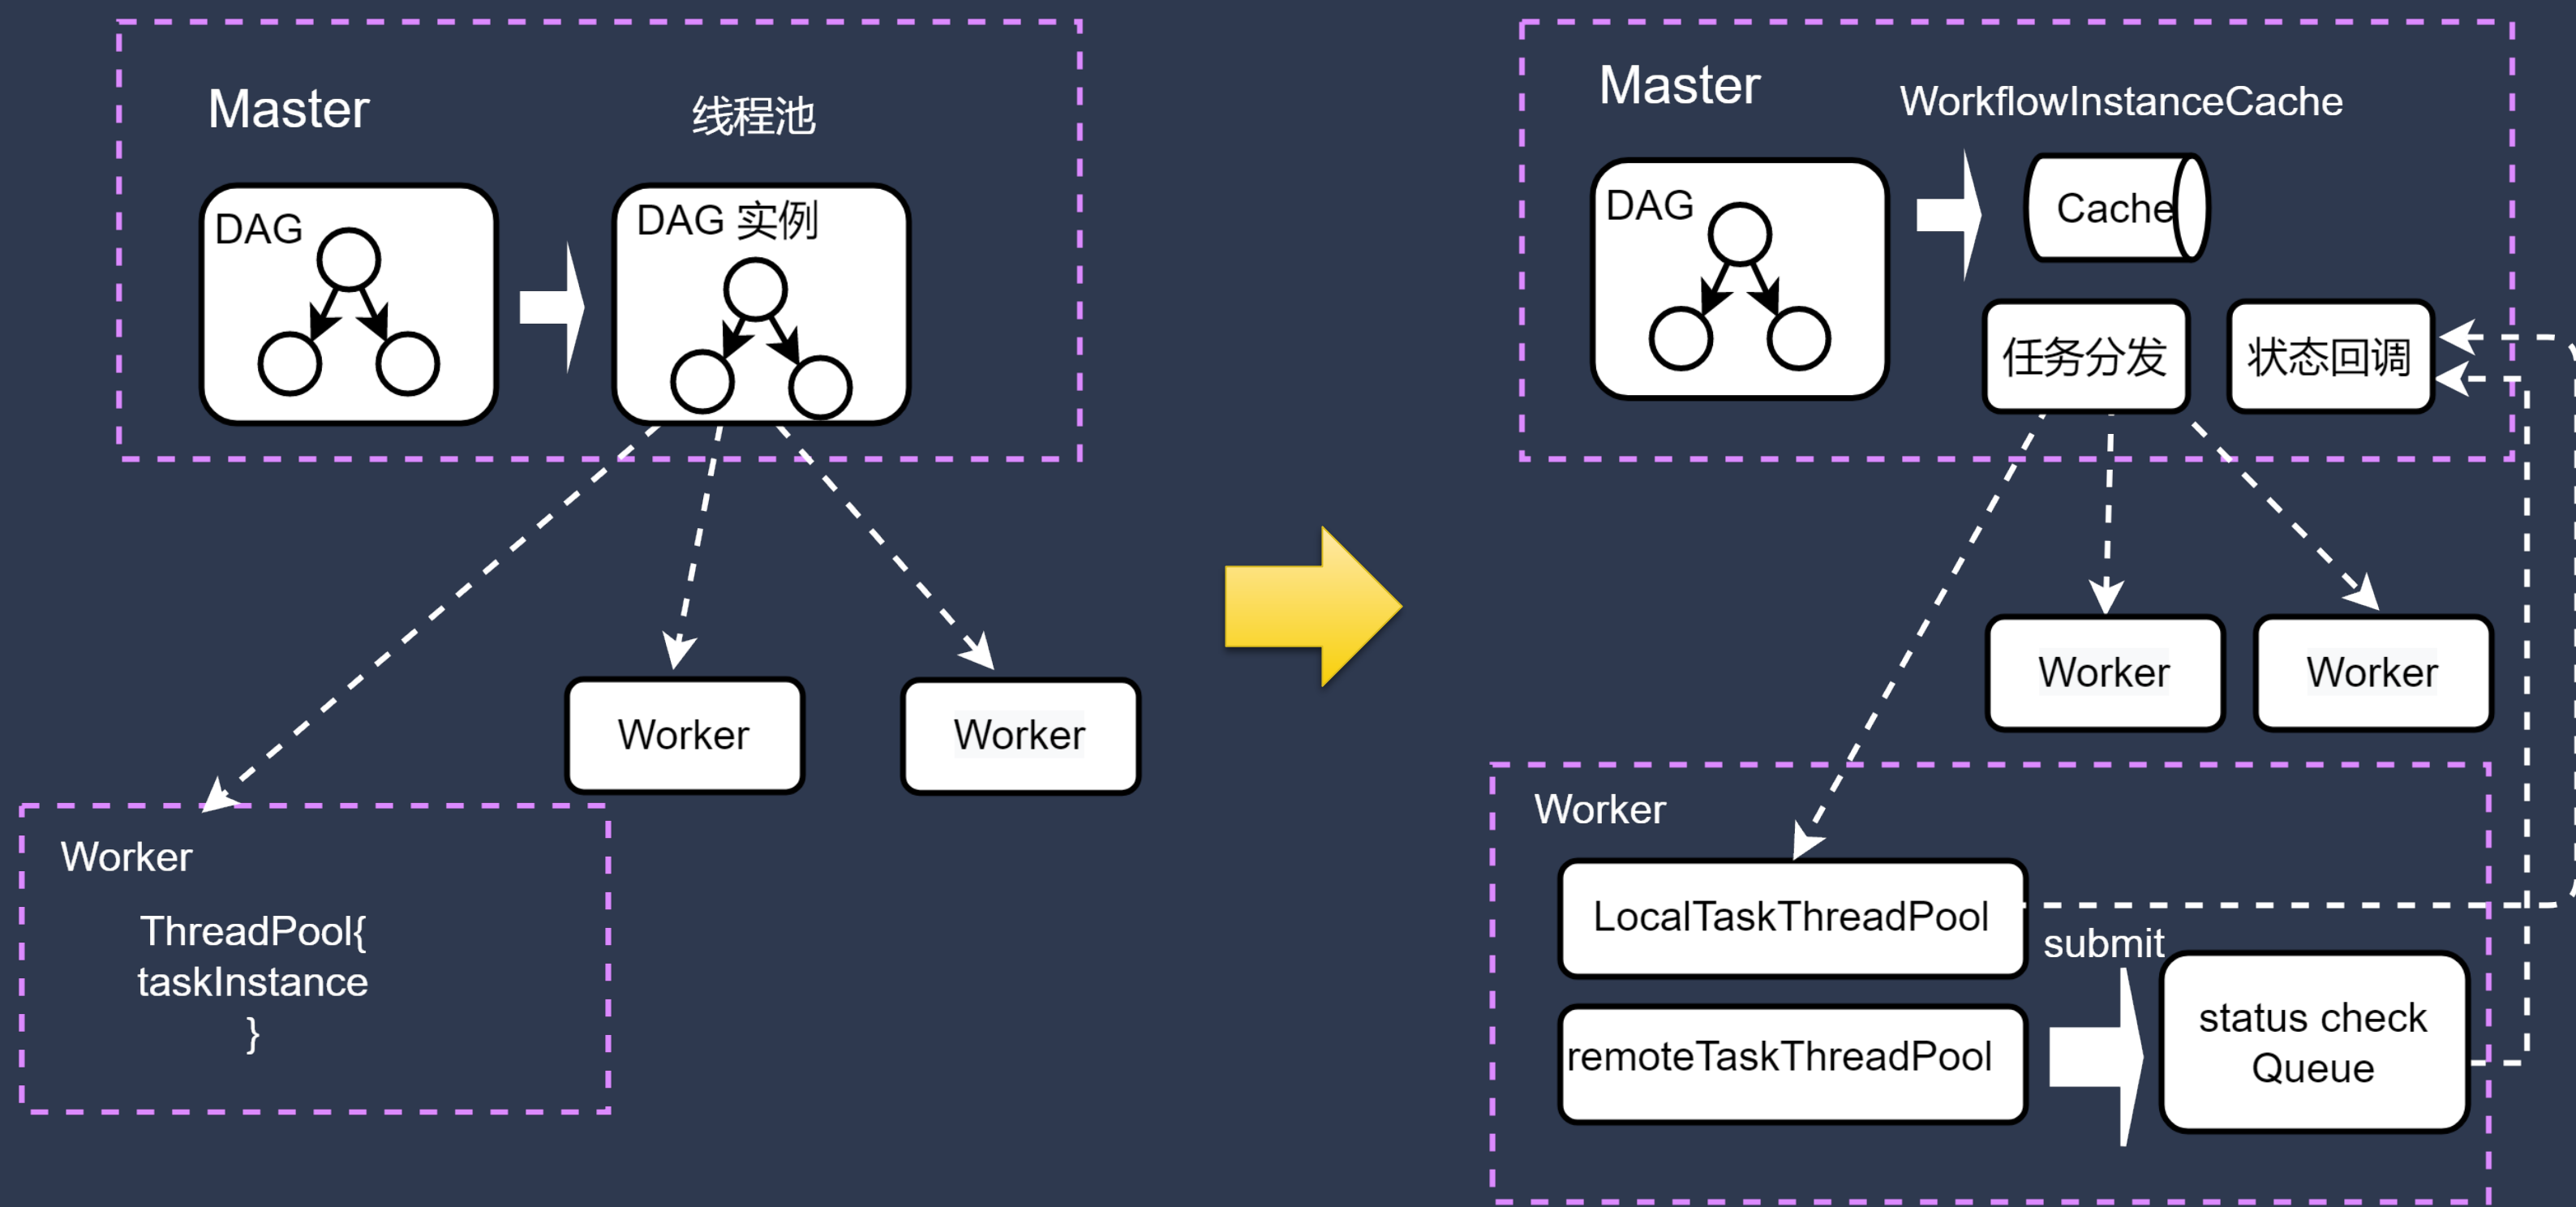 Master
线程池
DAG
DAG 实例
Worker
Worker
Worker
ThreadPool{
taskInstance
}
Master
WorkflowInstanceCache
DAG
Cache
任务分发
状态回调
Worker
Worker
Worker
LocalTaskThreadPool
submit
remoteTaskThreadPool
status check
Queue